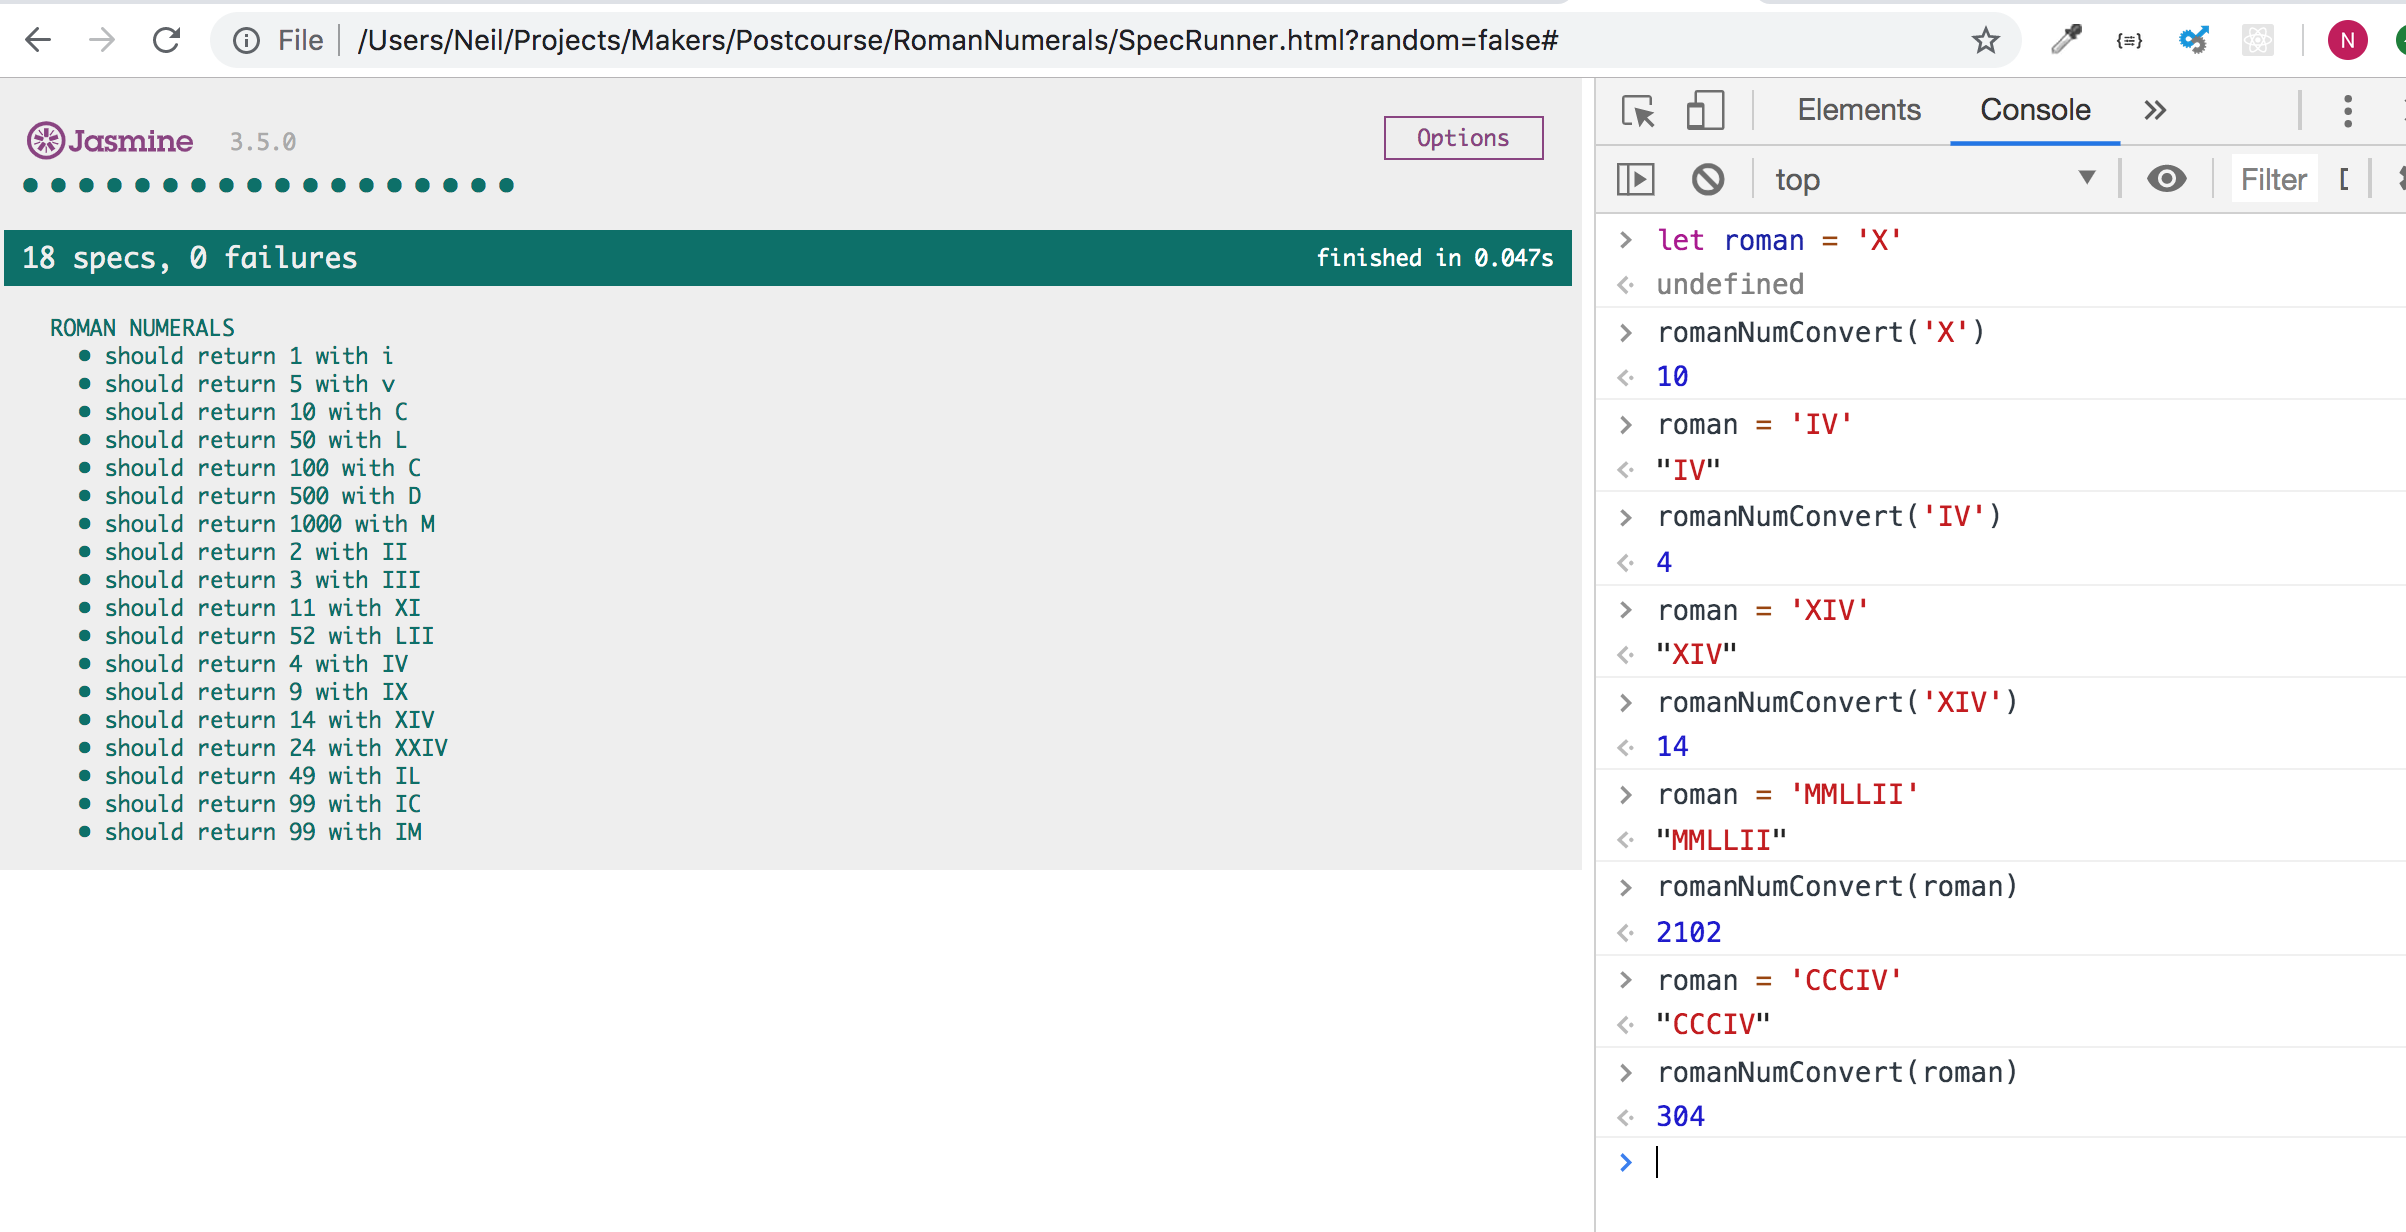 File /Users/Neil/Projects/Makers/Postcourse/RomanNumerals/SpecRunner.html?random=false#
N
Jasmine 3.5.0
Options
18 specs, 0 failures
finished in 0.047s
ROMAN NUMERALS
• should return 1 with i
• should return 5 with v
• should return 10 with C
• should return 50 with L
• should return 100 with C
• should return 500 with D
• should return 1000 with M
• should return 2 with II
• should return 3 with III
• should return 11 with XI
• should return 52 with LII
• should return 4 with IV
• should return 9 with IX
• should return 14 with XIV
• should return 24 with XXIV
• should return 49 with IL
• should return 99 with IC
• should return 99 with IM
Elements Console »
top Filter [
> let roman = 'X'
undefined
> romanNumConvert('X')
10
> roman = 'IV'
"IV"
> romanNumConvert('IV')
4
> roman = 'XIV'
"XIV"
> romanNumConvert('XIV')
14
> roman = 'MMLLII'
"MMLLII"
> romanNumConvert(roman)
2102
> roman = 'CCCIV'
"CCCIV"
> romanNumConvert(roman)
304
>